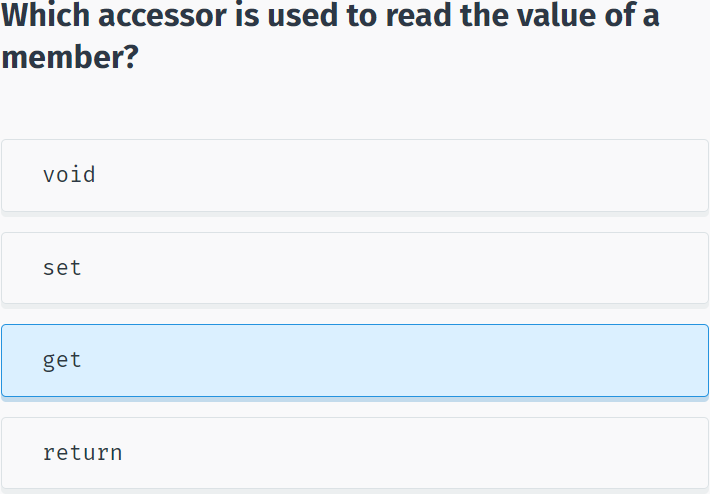 Which accessor is used to read the value of a
member?
void
set
get
return